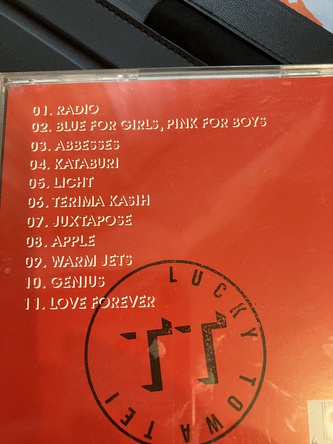 01. RADIO
02. BLUE FOR GIRLS, PINK FOR BOYS
03. ABBESSES
04. KATABURI
05. LICHT
06. TERIMA KASIH
07. JUXTAPOSE
08. APPLE
09. WARM JETS
10. GENIUS
11. LOVE FOREVER
LUCKY TOWA TEI
TT